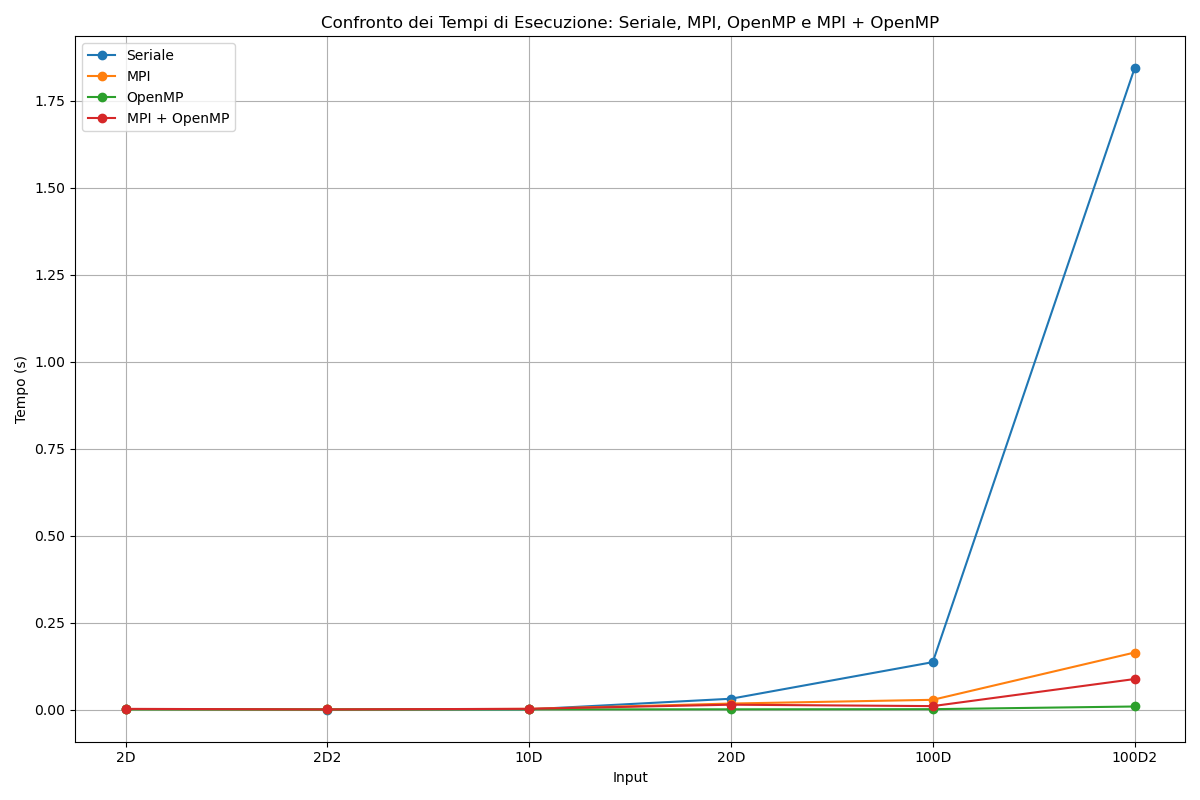 Confronto dei Tempi di Esecuzione: Seriale, MPI, OpenMP e MPI + OpenMP
Seriale
MPI
OpenMP
MPI + OpenMP
Tempo (s)
1.75
1.50
1.25
1.00
0.75
0.50
0.25
0.00
2D
2D2
10D
20D
100D
100D2
Input